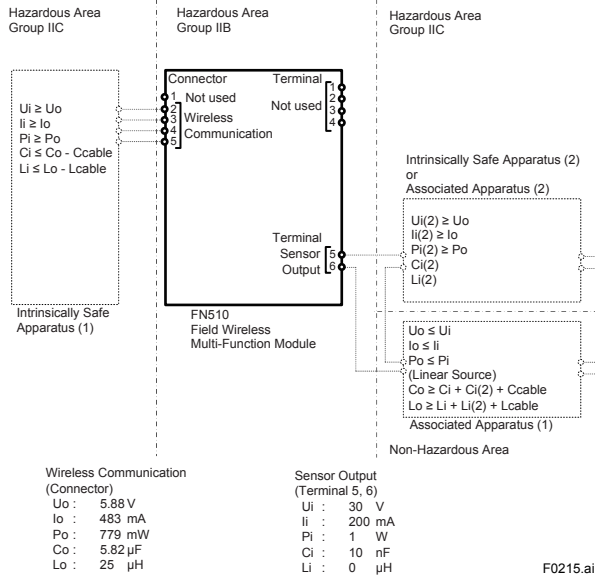 Hazardous Area
Group IIC
Hazardous Area
Group IIB
Hazardous Area
Group IIC
Ui ≥ Uo
Ii ≥ Io
Pi ≥ Po
Ci ≤ Co - Ccable
Li ≤ Lo - Lcable
Intrinsically Safe
Apparatus (1)
Connector
1 Not used
2
3 Wireless
4 Communication
5
Terminal
1
2
Not used 3
4
Terminal
Sensor 5
Output 6
FN510
Field Wireless
Multi-Function Module
Intrinsically Safe Apparatus (2)
or
Associated Apparatus (2)
Ui(2) ≥ Uo
Ii(2) ≥ Io
Pi(2) ≥ Po
Ci(2)
Li(2)
Uo ≤ Ui
Io ≤ Ii
Po ≤ Pi
(Linear Source)
Co ≥ Ci + Ci(2) + Ccable
Lo ≥ Li + Li(2) + Lcable
Associated Apparatus (1)
Non-Hazardous Area
Wireless Communication
(Connector)
Uo : 5.88 V
Io : 483 mA
Po : 779 mW
Co : 5.82 µF
Lo : 25 µH
Sensor Output
(Terminal 5, 6)
Ui : 30 V
Ii : 200 mA
Pi : 1 W
Ci : 10 nF
Li : 0 µH
F0215.ai